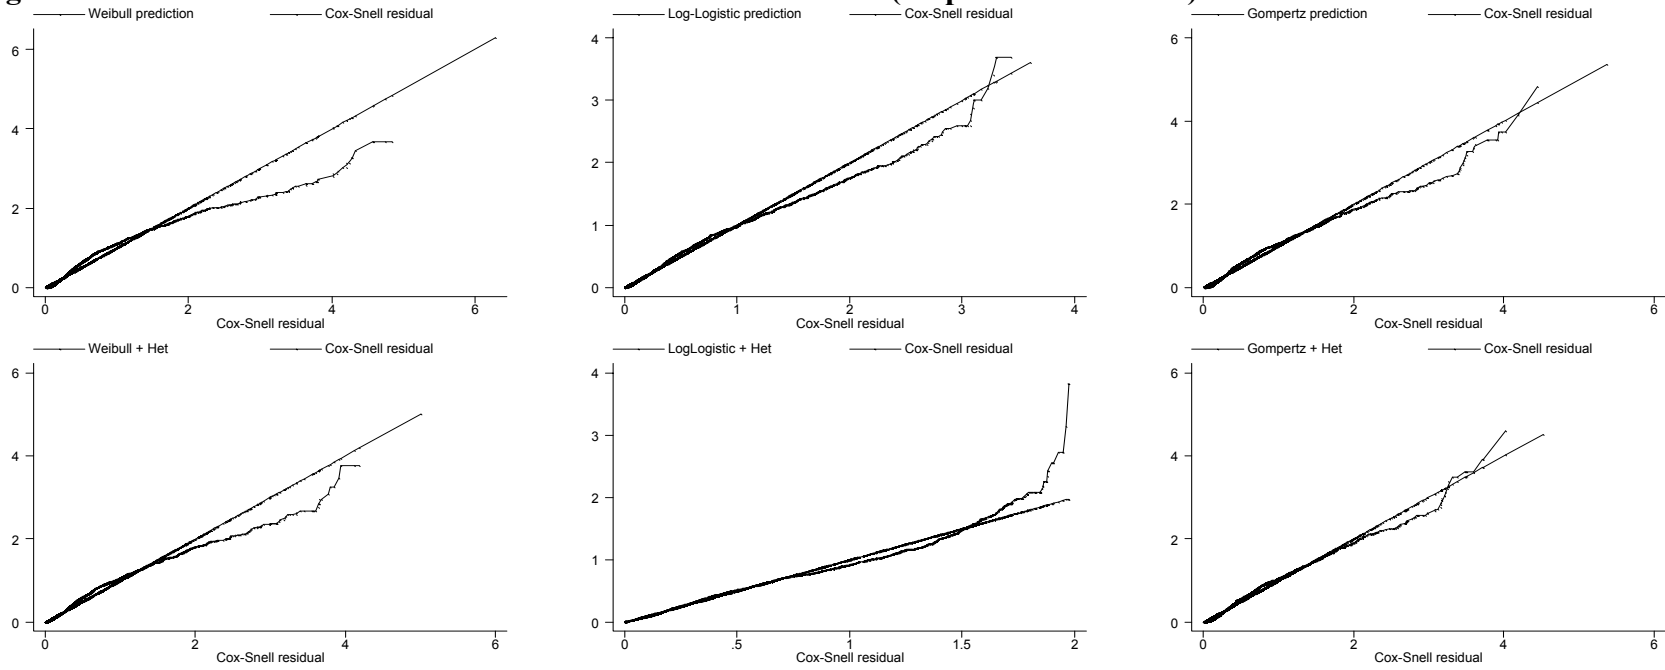 Weibull prediction Cox-Snell residual
6
4
2
0
0 2 4 6
Cox-Snell residual
Log-Logistic prediction Cox-Snell residual
4
3
2
1
0
0 1 2 3 4
Cox-Snell residual
Gompertz prediction Cox-Snell residual
6
4
2
0
0 2 4 6
Cox-Snell residual
Weibull + Het Cox-Snell residual
6
4
2
0
0 2 4 6
Cox-Snell residual
LogLogistic + Het Cox-Snell residual
4
3
2
1
0
0 .5 1 1.5 2
Cox-Snell residual
Gompertz + Het Cox-Snell residual
6
4
2
0
0 2 4 6
Cox-Snell residual